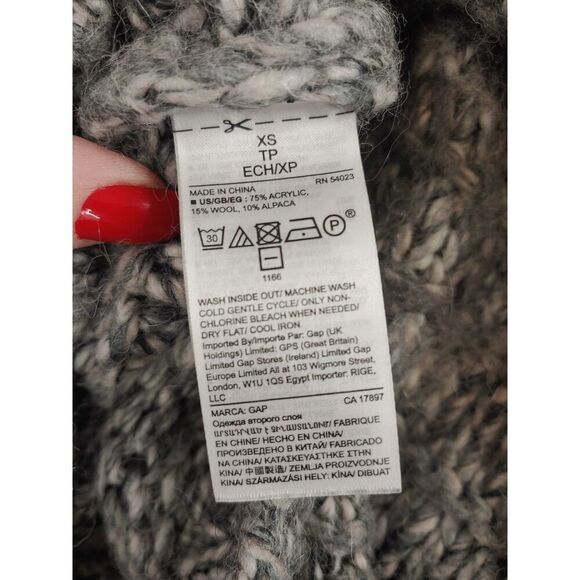 XS
TP
ECH/XP
MADE IN CHINA RN 54023
■ US/GB/EG : 75% ACRYLIC,
15% WOOL, 10% ALPACA
30 P ®
1166
WASH INSIDE OUT/ MACHINE WASH
COLD GENTLE CYCLE/ ONLY NON-
CHLORINE BLEACH WHEN NEEDED/
DRY FLAT/ COOL IRON
Imported By/Importe Par: Gap (UK
Holdings) Limited: GPS (Great Britain)
Limited Gap Stores (Ireland) Limited Gap
Europe Limited All at 103 Wigmore Street,
London, W1U 1QS Egypt Importer: RIGE,
LLC
MARCA: GAP CA 17897
Одежда второго слоя
ԱՐՏԱԴՐՎԱԾ Է ՉԻՆԱՍՏԱՆՈՒՄ/ FABRIQUE
EN CHINE/ HECHO EN CHINA/
ПРОИЗВЕДЕНО В КИТАЙ/ FABRICADO
NA CHINA/ ΚΑΤΑΣΚΕΥΑΣΤΗΚΕ ΣΤΗΝ
ΚΙΝΑ/ 中國製造/ ZEMLJA PROIZVODNJE
KINA/ SZÁRMAZÁSI HELY: KÍNA/ DIBUAT